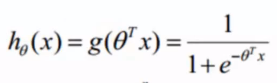 h_θ(x) = g(θ^T x) = 1 / (1 + e^{-θ^T x})